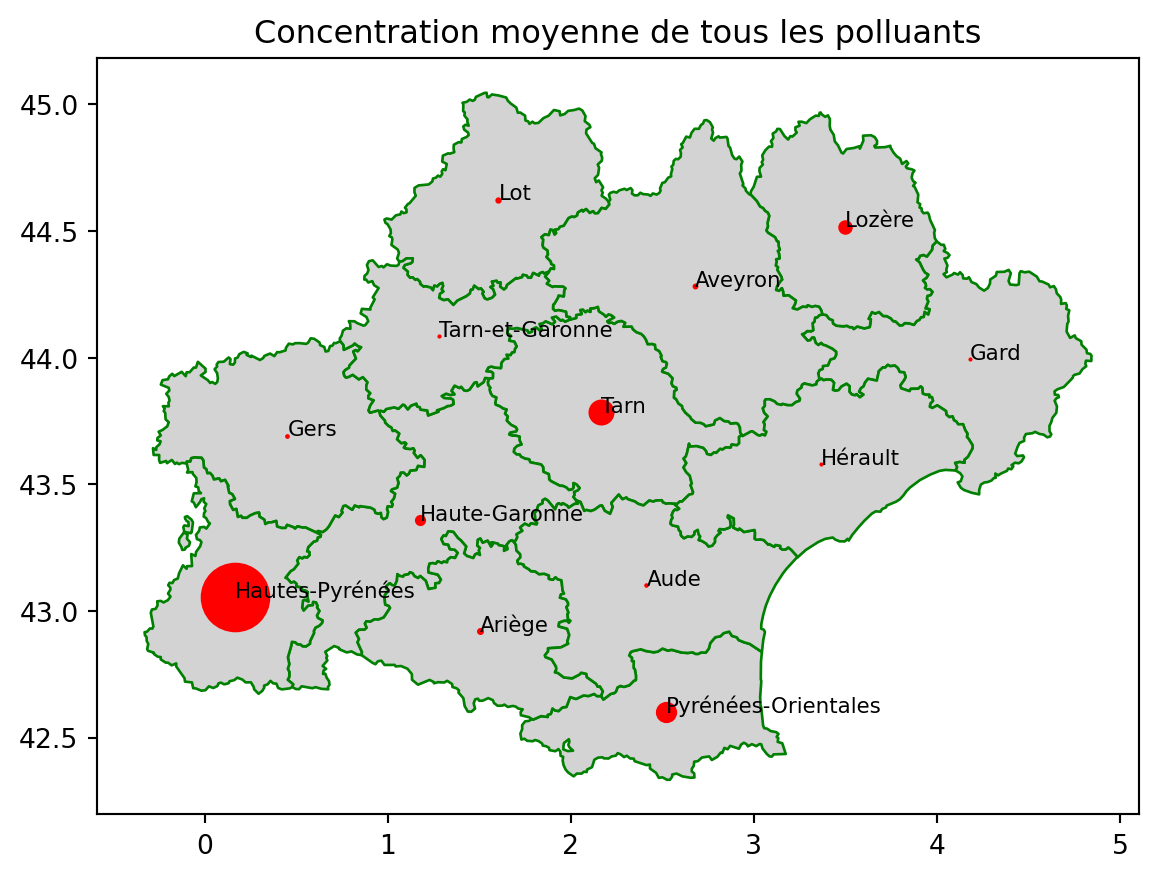 Concentration moyenne de tous les polluants
45.0
44.5
44.0
43.5
43.0
42.5
Lot
Lozère
Aveyron
Tarn-et-Garonne
Gard
Tarn
Gers
Hérault
Haute-Garonne
Aude
Hautes-Pyrénées
Ariège
Pyrénées-Orientales
0 1 2 3 4 5